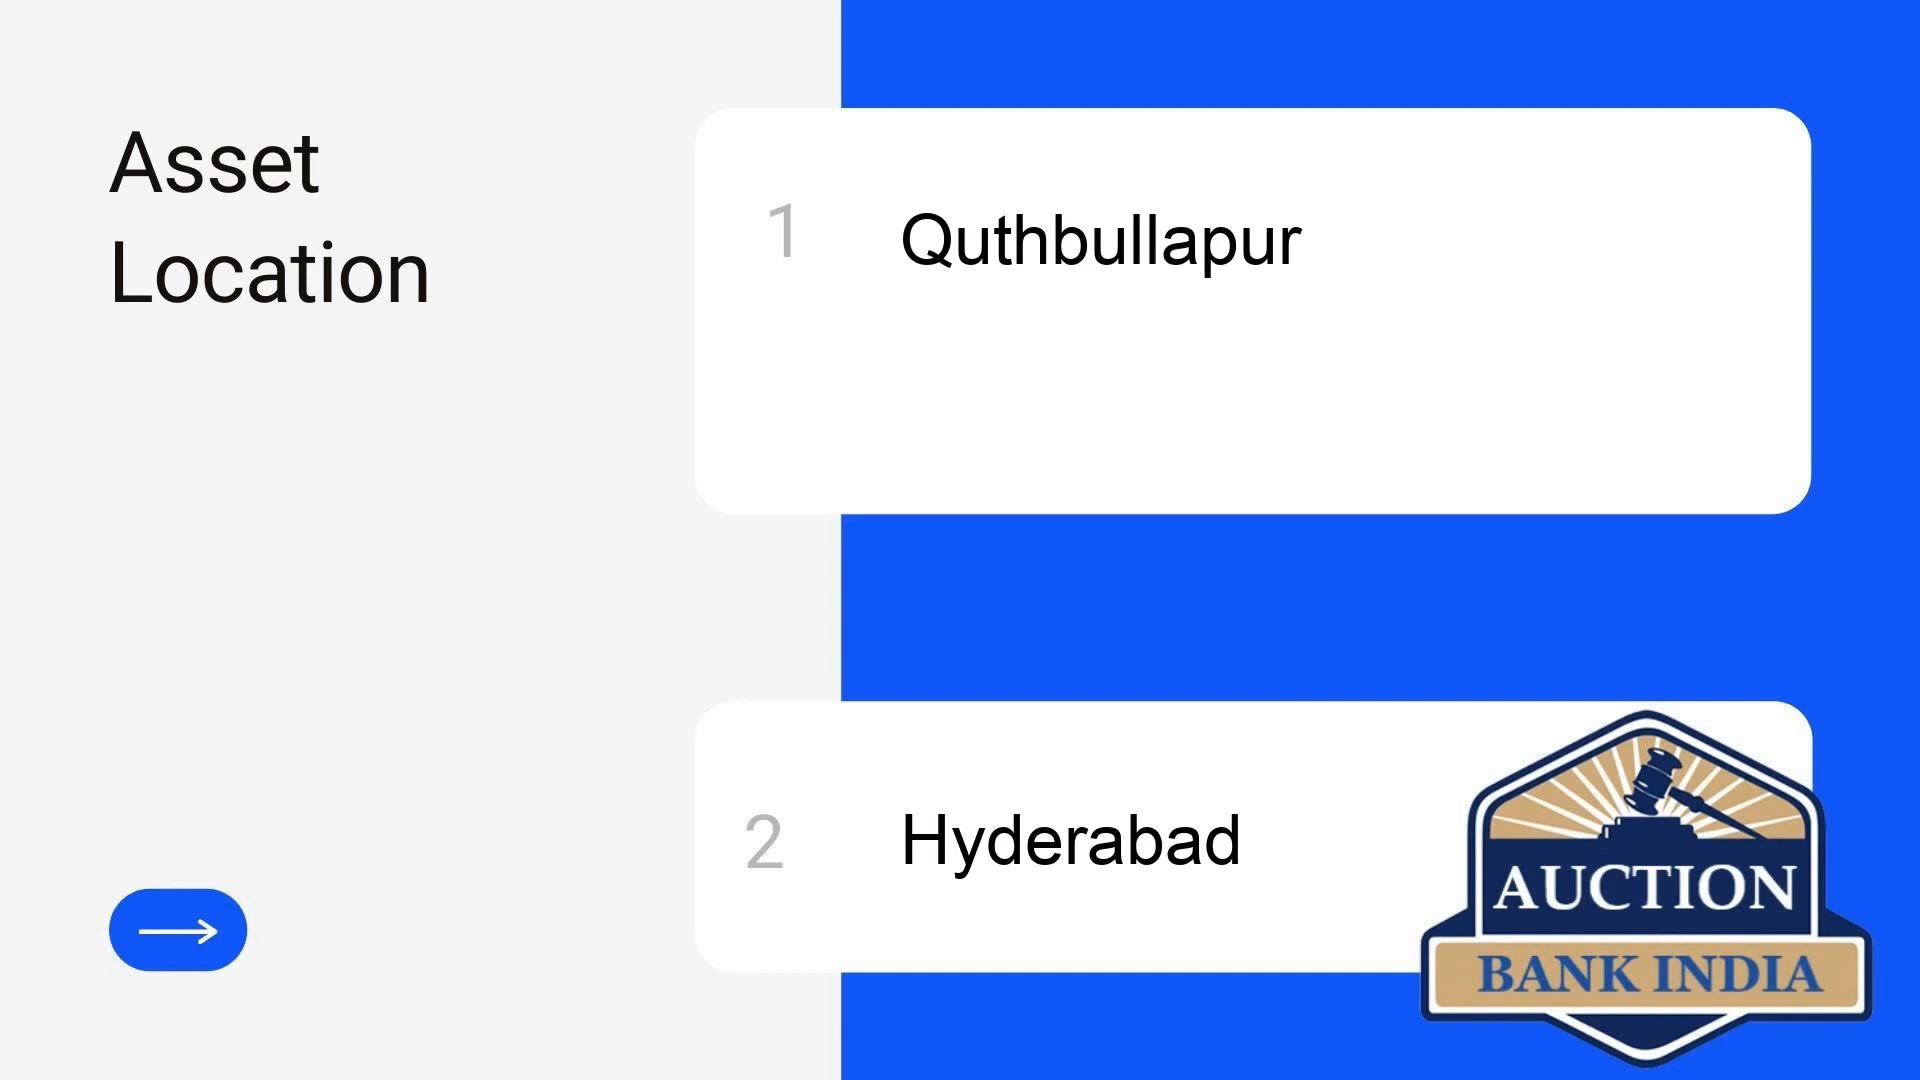 Asset
Location
1
Quthbullapur
2
Hyderabad
AUCTION
BANK INDIA